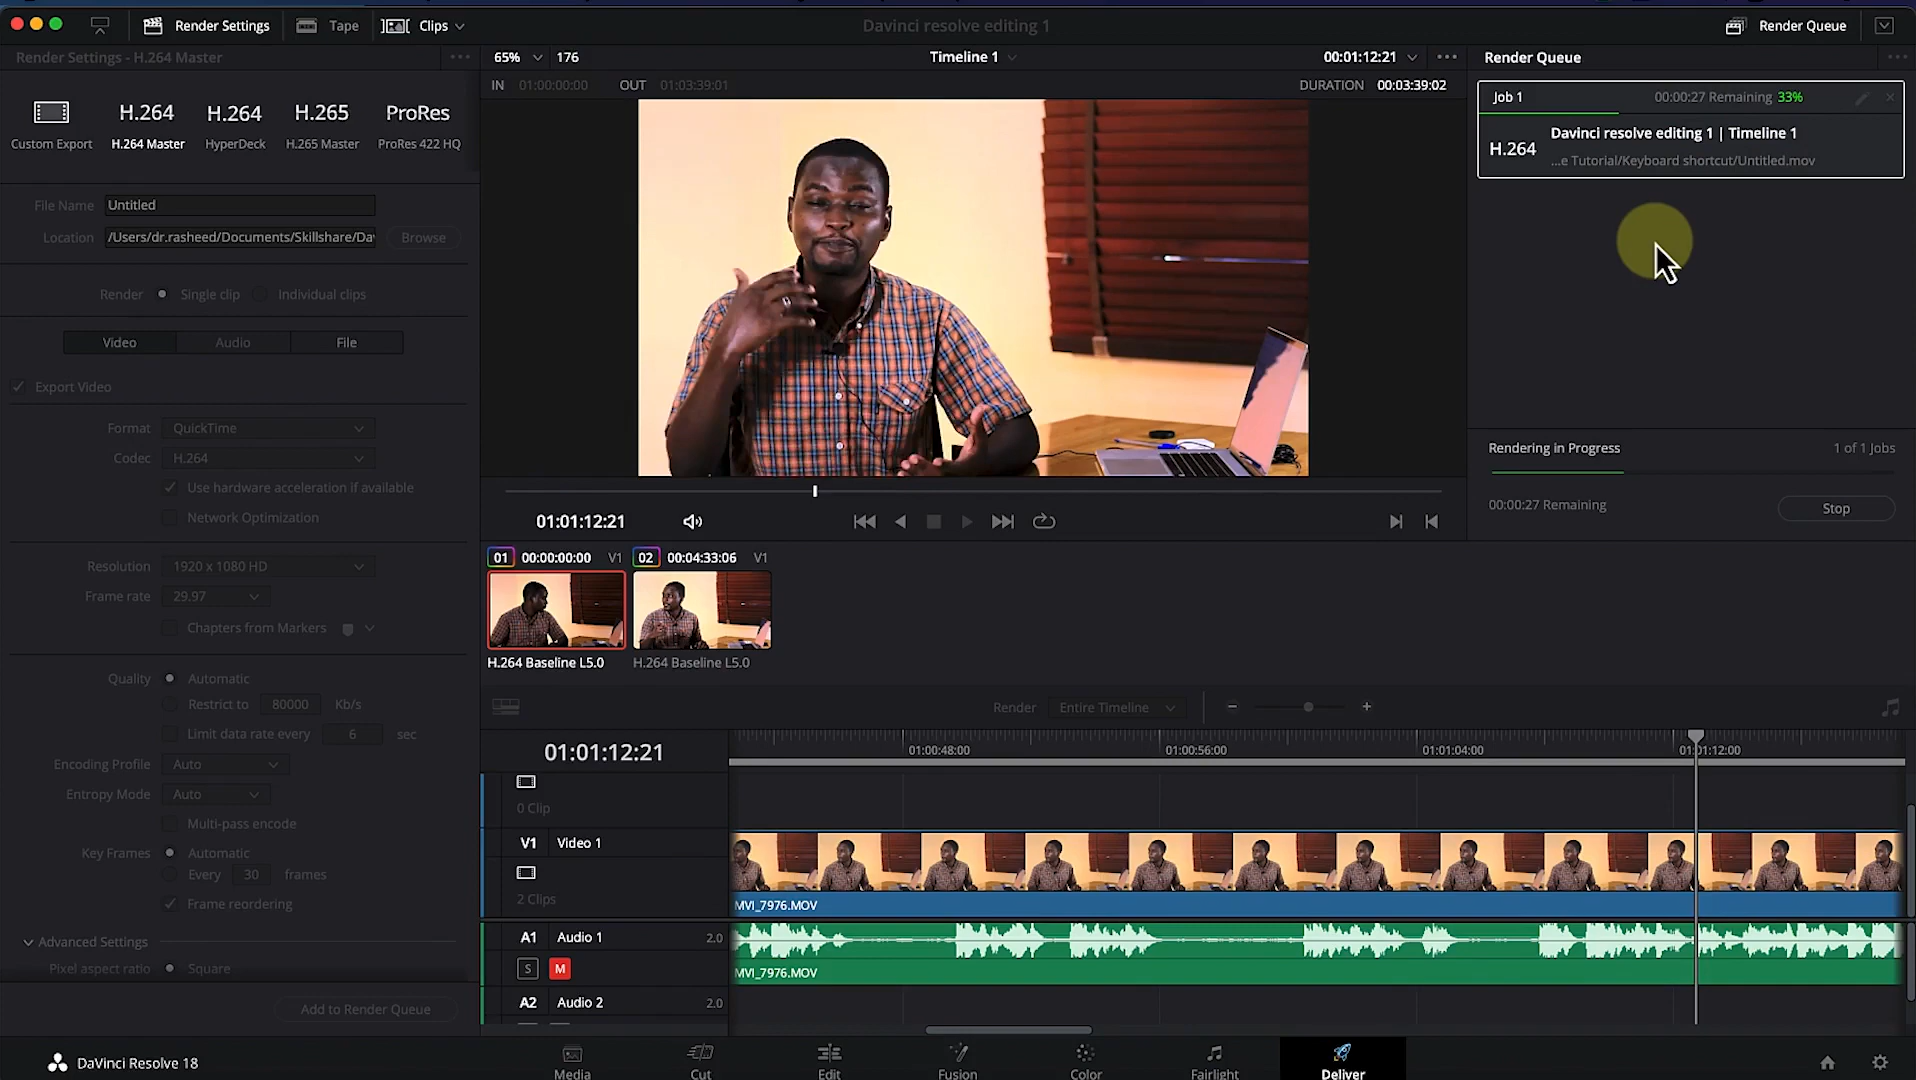 Render Settings
Tape
Clips
Davinci resolve editing 1
Render Queue
Render Settings - H.264 Master
65%
176
Timeline 1
00:01:12:21
Render Queue
IN 01:00:00:00 OUT 01:03:39:01
DURATION 00:03:39:02
Job 1
00:00:27 Remaining 33%
H.264
Davinci resolve editing 1 | Timeline 1
...e Tutorial/Keyboard shortcut/Untitled.mov
H.264 H.264 H.265 ProRes
Custom Export H.264 Master HyperDeck H.265 Master ProRes 422 HQ
File Name Untitled
Location /Users/dr.rasheed/Documents/Skillshare/Da
Browse
Render Single clip Individual clips
Video Audio File
Export Video
Format QuickTime
Codec H.264
Use hardware acceleration if available
Network Optimization
Resolution 1920 x 1080 HD
Frame rate 29.97
Chapters from Markers
Quality Automatic
Restrict to 80000 Kb/s
Limit data rate every 6 sec
Encoding Profile Auto
Entropy Mode Auto
Multi-pass encode
Key Frames Automatic
Every 30 frames
Frame reordering
Advanced Settings
Pixel aspect ratio Square
Add to Render Queue
Rendering in Progress
1 of 1 Jobs
00:00:27 Remaining
Stop
01:01:12:21
01 00:00:00:00 V1
02 00:04:33:06 V1
H.264 Baseline L5.0
H.264 Baseline L5.0
Render Entire Timeline
01:01:12:21
01:00:48:00
01:00:56:00
01:01:04:00
01:01:12:00
0 Clip
V1 Video 1
2 Clips
MVI_7976.MOV
A1 Audio 1 2.0
S M
MVI_7976.MOV
A2 Audio 2 2.0
DaVinci Resolve 18
Media
Cut
Edit
Fusion
Color
Fairlight
Deliver